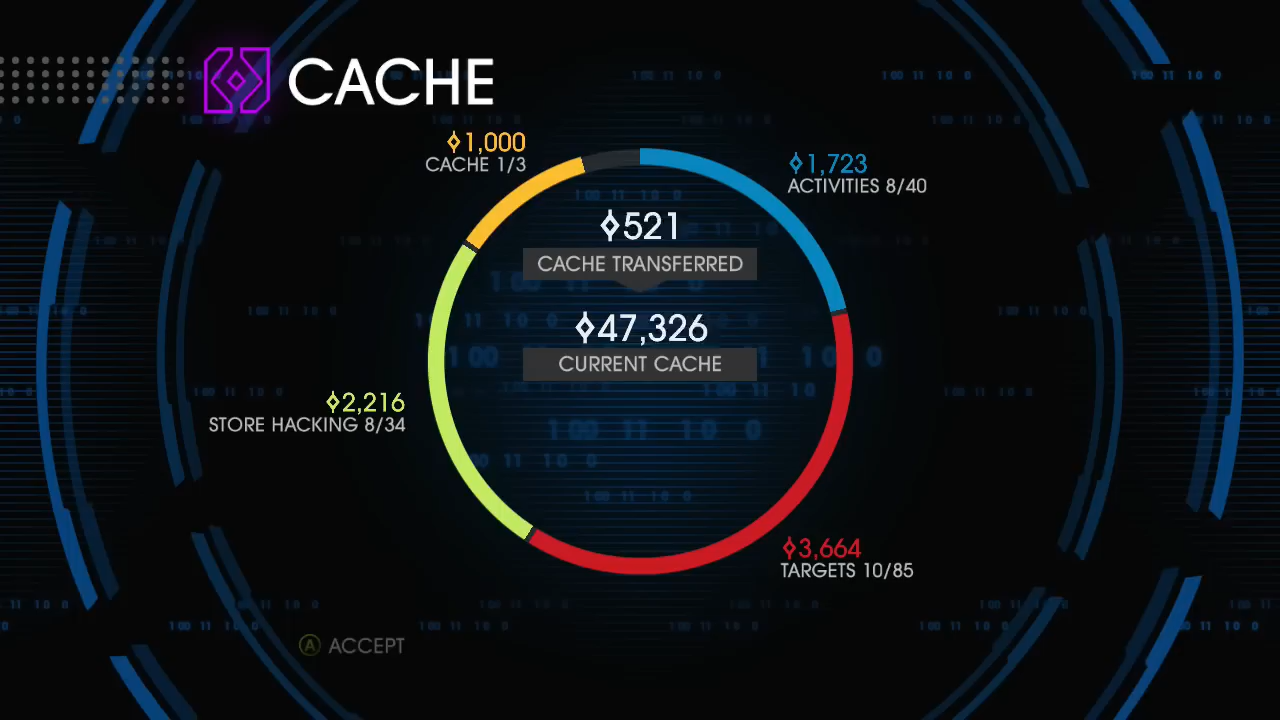 CACHE
1,000
CACHE 1/3
1,723
ACTIVITIES 8/40
521
CACHE TRANSFERRED
47,326
CURRENT CACHE
2,216
STORE HACKING 8/34
3,664
TARGETS 10/85
A ACCEPT